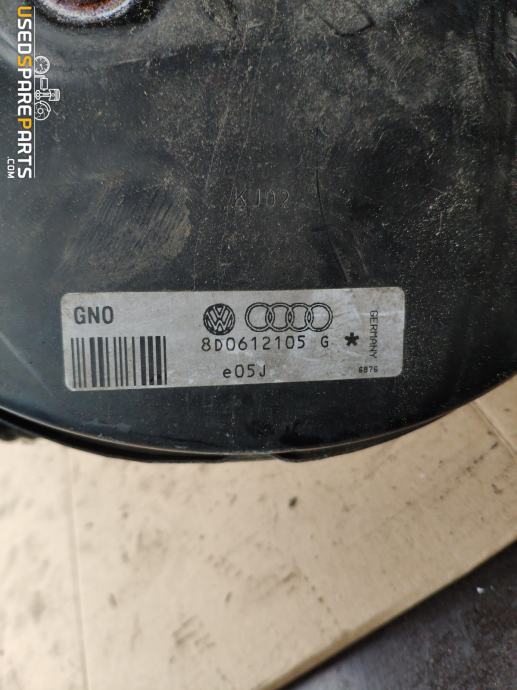 USEDSPAREPARTS
.COM
KJ02
GNO
8D0612105 G *
e05J
GERMANY
6876